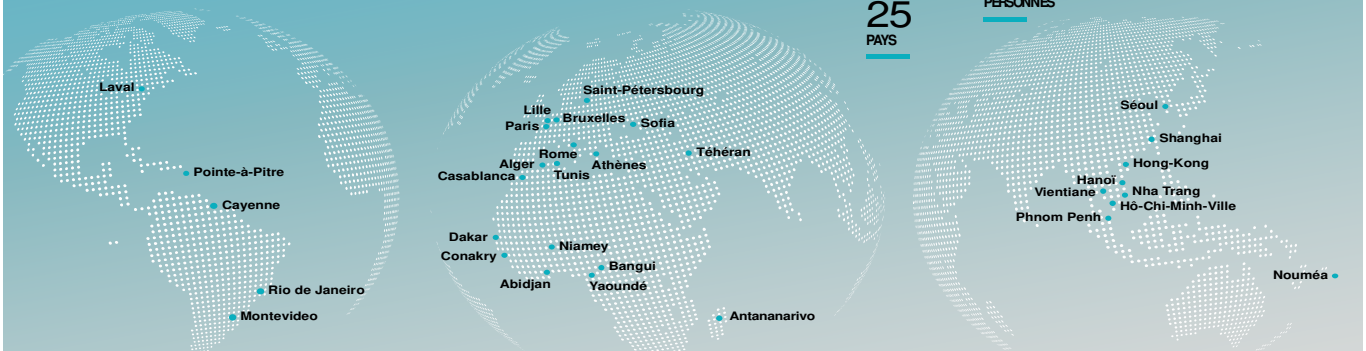 25
PAYS
PERSONNES
Laval
Pointe-à-Pitre
Cayenne
Rio de Janeiro
Montevideo
Saint-Pétersbourg
Lille
Bruxelles
Paris
Sofia
Rome
Athènes
Téhéran
Alger
Tunis
Casablanca
Dakar
Niamey
Conakry
Bangui
Abidjan
Yaoundé
Antananarivo
Séoul
Shanghai
Hong-Kong
Hanoï
Vientiane
Nha Trang
Hô-Chi-Minh-Ville
Phnom Penh
Nouméa